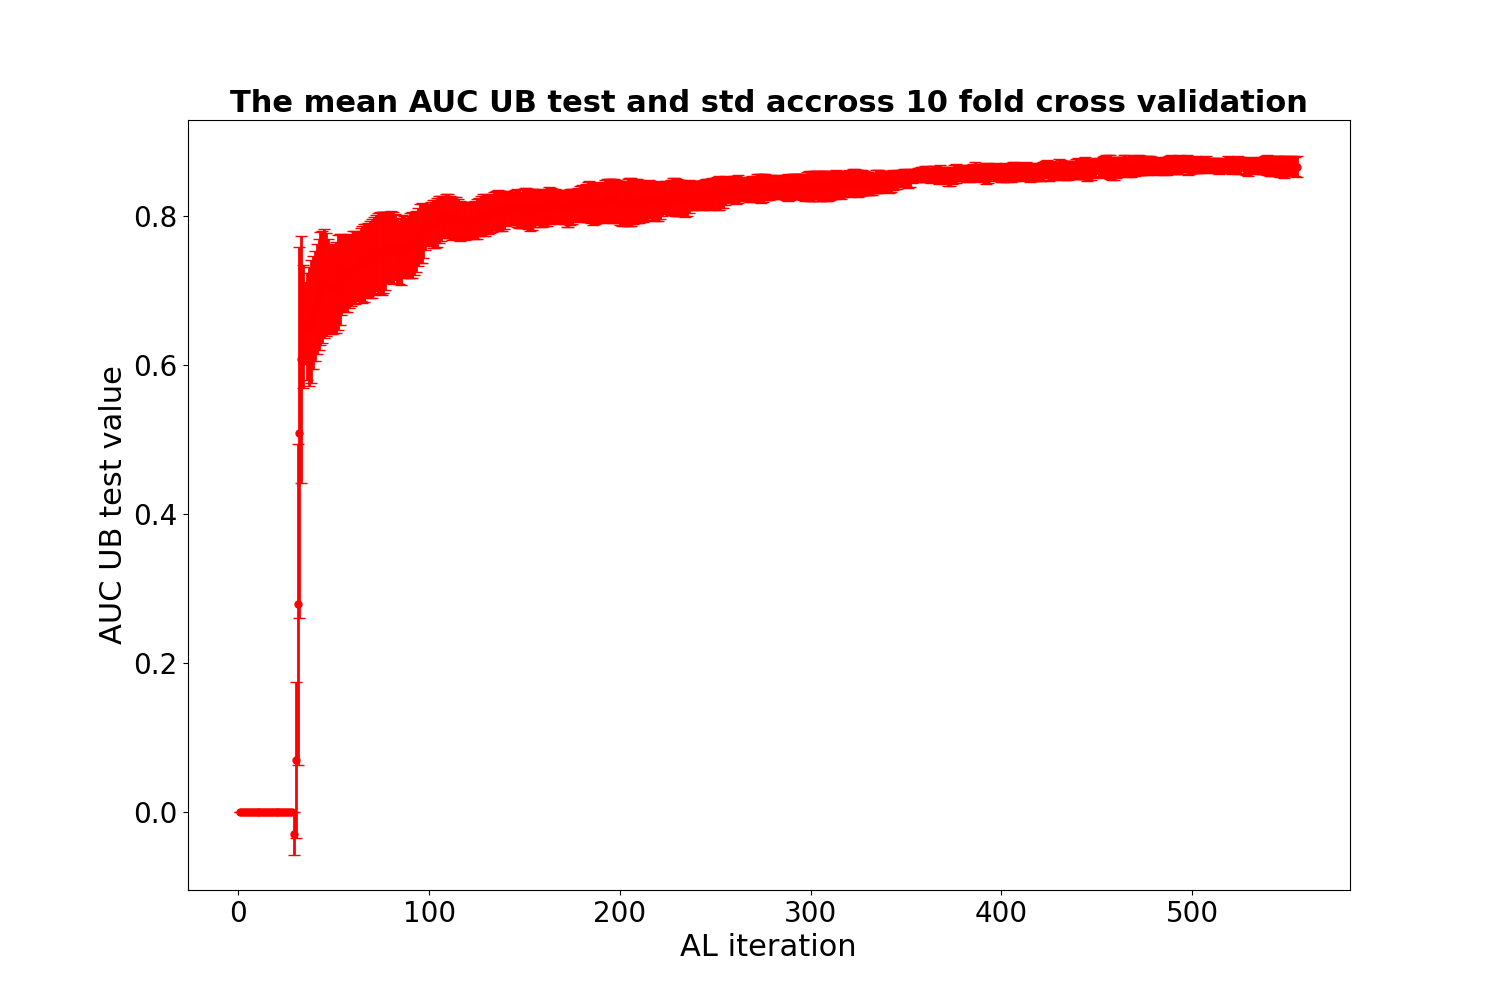 The mean AUC UB test and std accross 10 fold cross validation
0.8
0.6
0.4
0.2
0.0
AUC UB test value
0 100 200 300 400 500
AL iteration